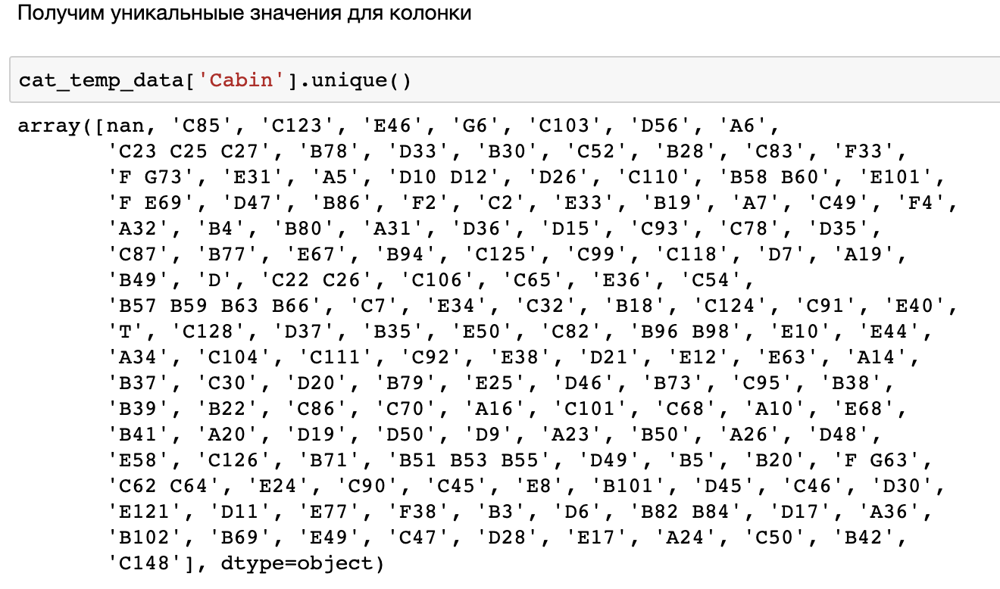 Получим уникальныые значения для колонки
cat_temp_data['Cabin'].unique()
array([nan, 'C85', 'C123', 'E46', 'G6', 'C103', 'D56', 'A6',
'C23 C25 C27', 'B78', 'D33', 'B30', 'C52', 'B28', 'C83', 'F33',
'F G73', 'E31', 'A5', 'D10 D12', 'D26', 'C110', 'B58 B60', 'E101',
'F E69', 'D47', 'B86', 'F2', 'C2', 'E33', 'B19', 'A7', 'C49', 'F4',
'A32', 'B4', 'B80', 'A31', 'D36', 'D15', 'C93', 'C78', 'D35',
'C87', 'B77', 'E67', 'B94', 'C125', 'C99', 'C118', 'D7', 'A19',
'B49', 'D', 'C22 C26', 'C106', 'C65', 'E36', 'C54',
'B57 B59 B63 B66', 'C7', 'E34', 'C32', 'B18', 'C124', 'C91', 'E40',
'T', 'C128', 'D37', 'B35', 'E50', 'C82', 'B96 B98', 'E10', 'E44',
'A34', 'C104', 'C111', 'C92', 'E38', 'D21', 'E12', 'E63', 'A14',
'B37', 'C30', 'D20', 'B79', 'E25', 'D46', 'B73', 'C95', 'B38',
'B39', 'B22', 'C86', 'C70', 'A16', 'C101', 'C68', 'A10', 'E68',
'B41', 'A20', 'D19', 'D50', 'D9', 'A23', 'B50', 'A26', 'D48',
'E58', 'C126', 'B71', 'B51 B53 B55', 'D49', 'B5', 'B20', 'F G63',
'C62 C64', 'E24', 'C90', 'C45', 'E8', 'B101', 'D45', 'C46', 'D30',
'E121', 'D11', 'E77', 'F38', 'B3', 'D6', 'B82 B84', 'D17', 'A36',
'B102', 'B69', 'E49', 'C47', 'D28', 'E17', 'A24', 'C50', 'B42',
'C148'], dtype=object)